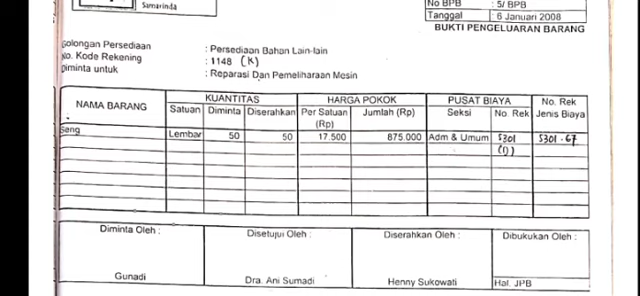 Samarinda
No BPB : 5/ BPB
Tanggal : 6 Januari 2008
BUKTI PENGELUARAN BARANG
Golongan Persediaan : Persediaan Bahan Lain-lain
No. Kode Rekening : 1148 (K)
Diminta untuk : Reparasi Dan Pemeliharaan Mesin
NAMA BARANG KUANTITAS HARGA POKOK PUSAT BIAYA No. Rek
Satuan Diminta Diserahkan Per Satuan Jumlah (Rp) Seksi No. Rek Jenis Biaya
(Rp)
Seng Lembar 50 50 17.500 875.000 Adm & Umum 5301 5301 - 67
(1)
Diminta Oleh : Disetujui Oleh : Diserahkan Oleh : Dibukukan Oleh :
Gunadi Dra. Ani Sumadi Henny Sukowati Hal. JPB